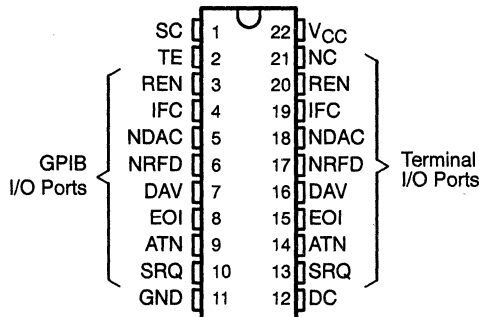 SC 1 22 VCC
TE 2 21 NC
REN 3 20 REN
IFC 4 19 IFC
NDAC 5 18 NDAC
NRFD 6 17 NRFD
DAV 7 16 DAV
EOI 8 15 EOI
ATN 9 14 ATN
SRQ 10 13 SRQ
GND 11 12 DC
GPIB
I/O Ports
Terminal
I/O Ports